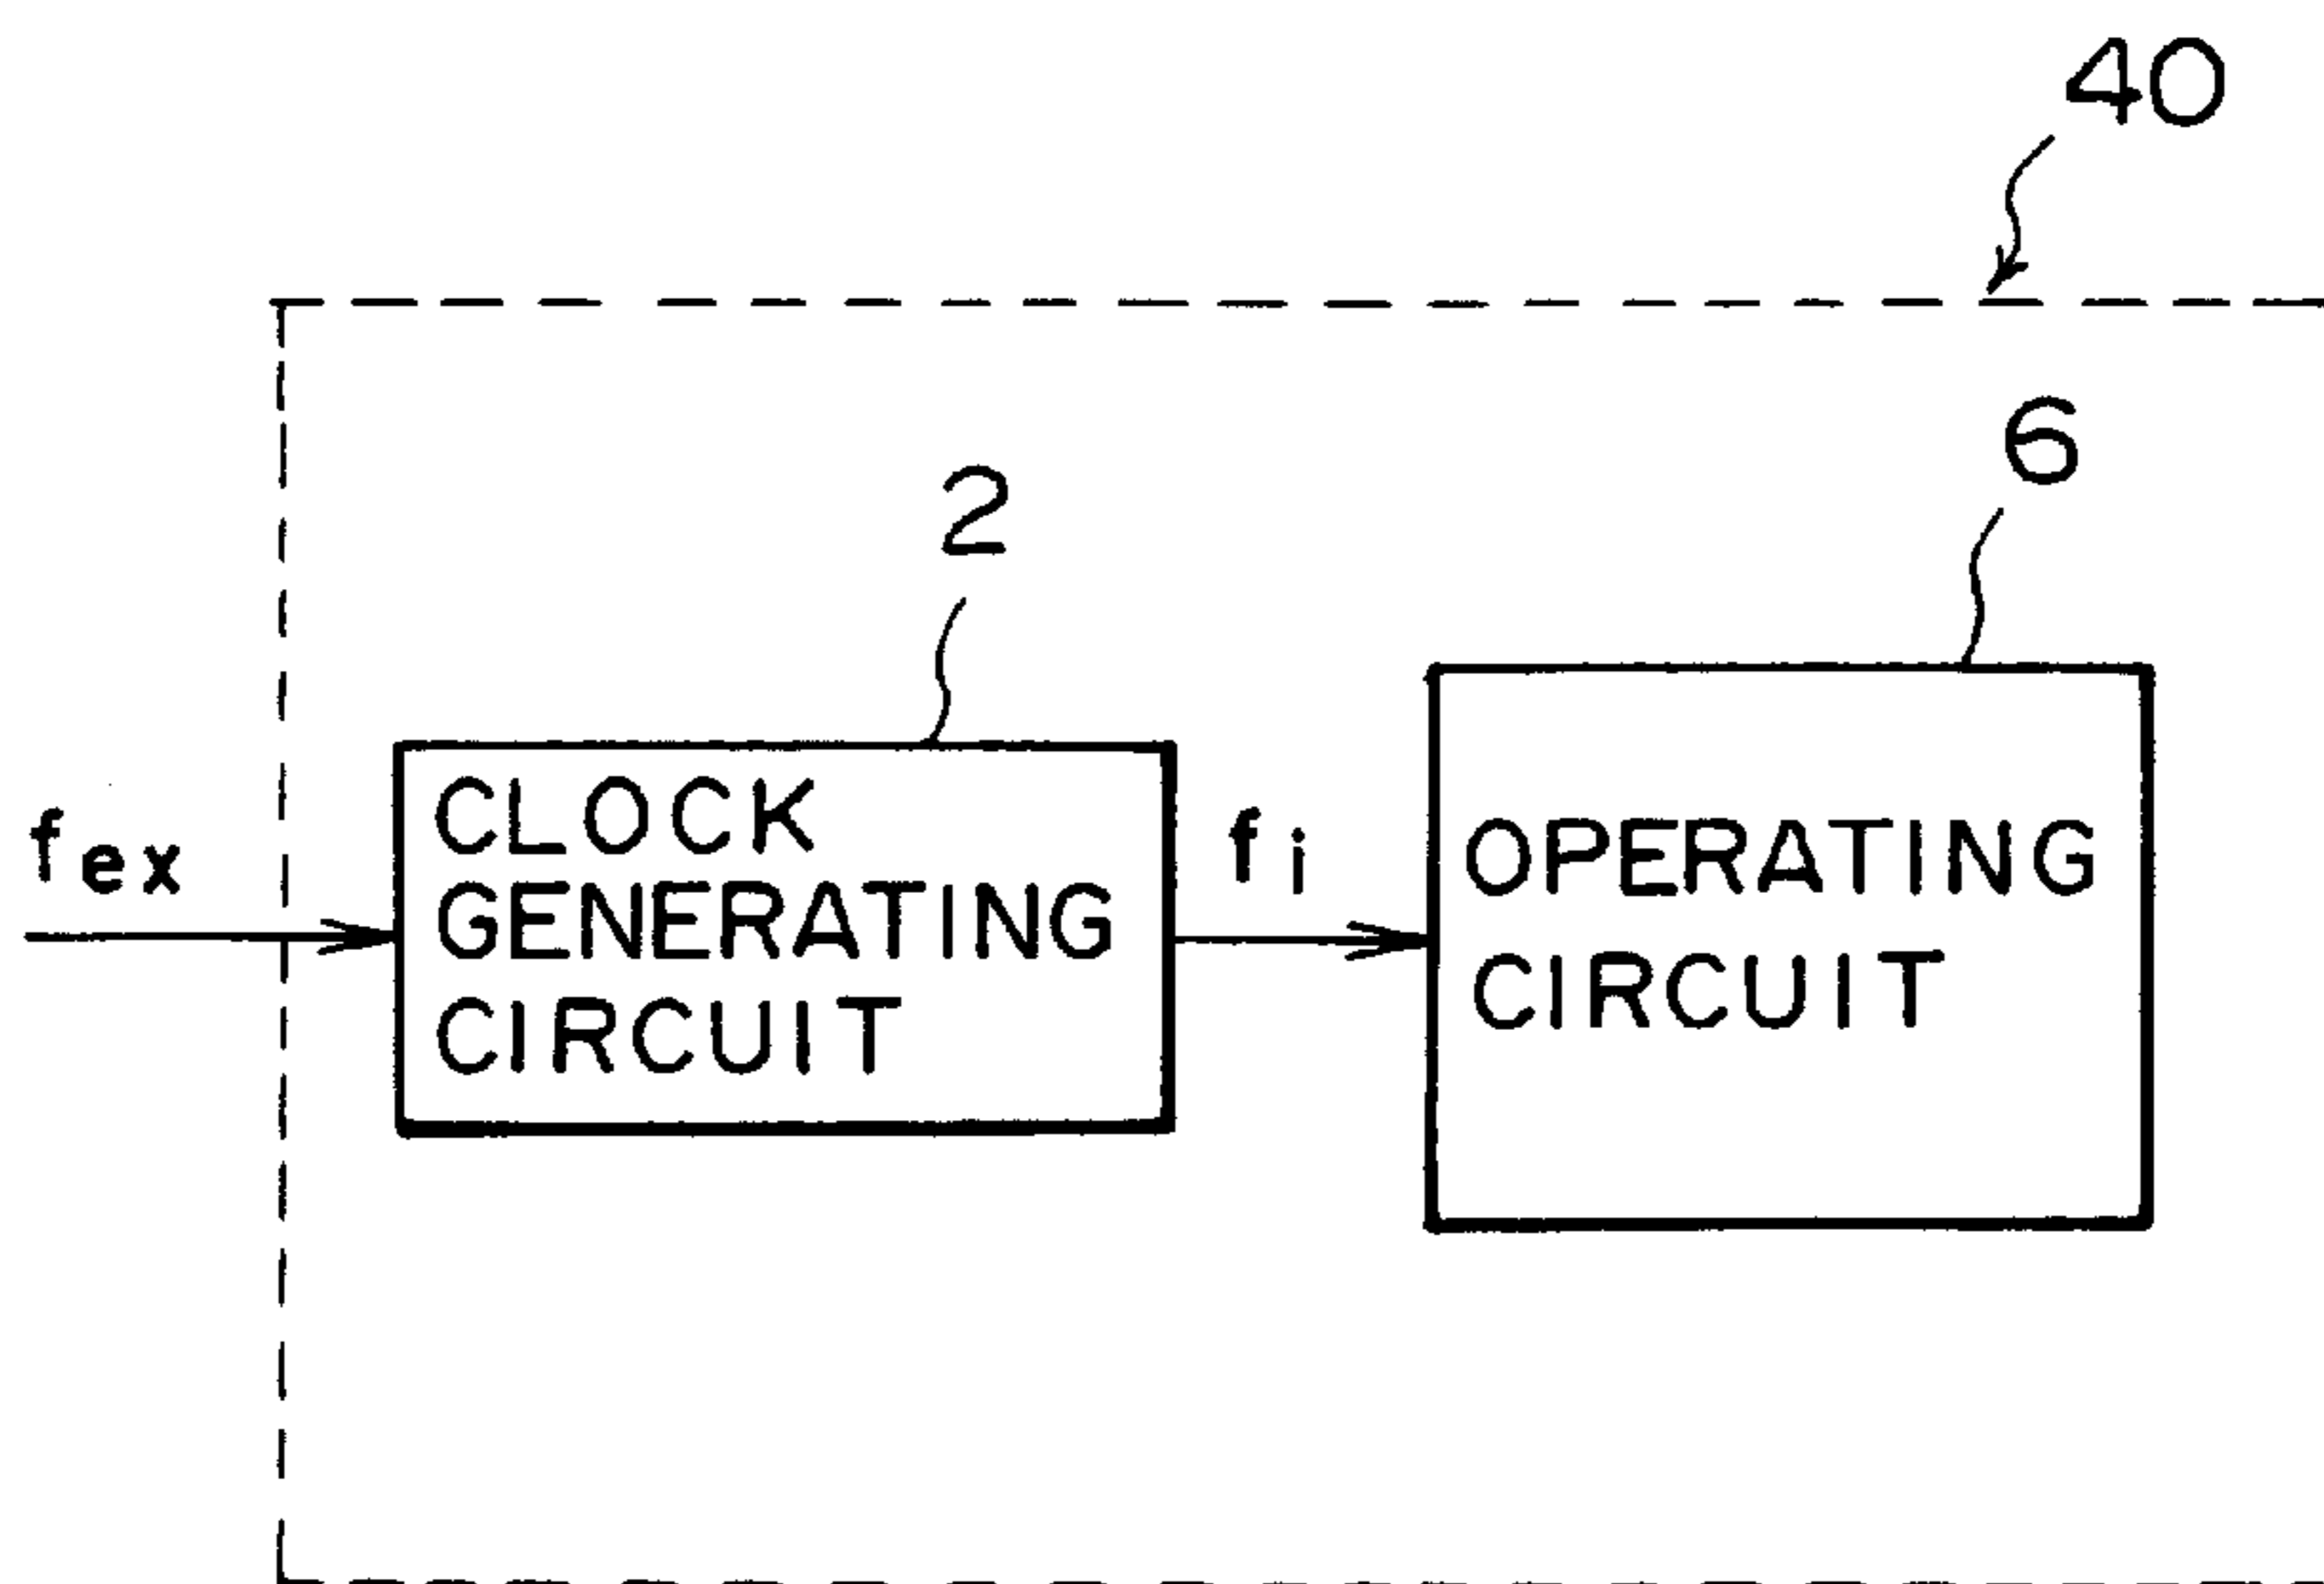 40
6
2
fex
CLOCK
GENERATING
CIRCUIT
fi
OPERATING
CIRCUIT